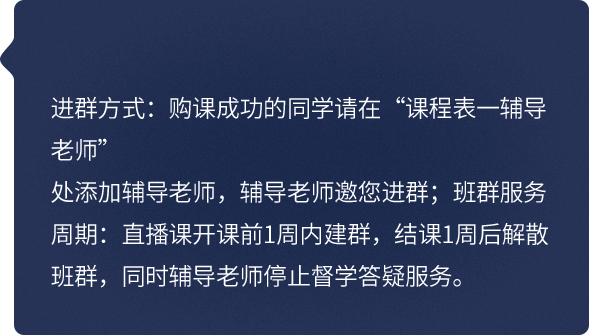 进群方式：购课成功的同学请在“课程表一辅导
老师”
处添加辅导老师，辅导老师邀您进群；班群服务
周期：直播课开课前1周内建群，结课1周后解散
班群，同时辅导老师停止督学答疑服务。